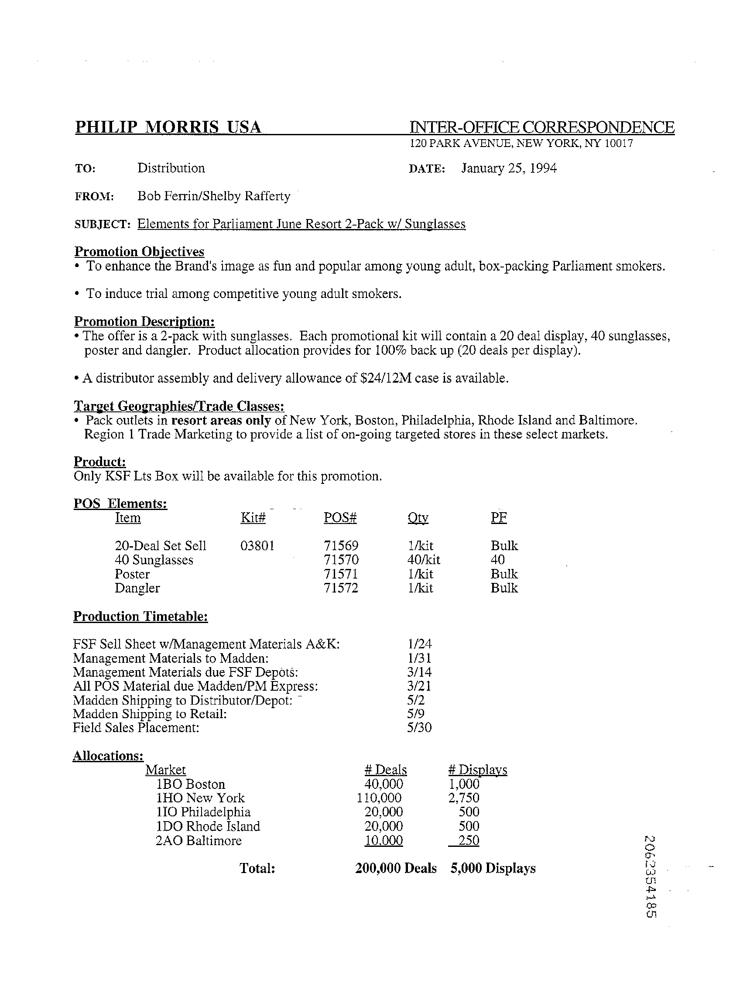 PHILIP MORRIS USA INTER-OFFICE CORRESPONDENCE
120 PARK AVENUE, NEW YORK, NY 10017
TO: Distribution DATE: January 25, 1994
FROM: Bob Ferrin/Shelby Rafferty
SUBJECT: Elements for Parliament June Resort 2-Pack w/ Sunglasses
Promotion Objectives
• To enhance the Brand's image as fun and popular among young adult, box-packing Parliament smokers.
• To induce trial among competitive young adult smokers.
Promotion Description:
• The offer is a 2-pack with sunglasses. Each promotional kit will contain a 20 deal display, 40 sunglasses,
poster and dangler. Product allocation provides for 100% back up (20 deals per display).
• A distributor assembly and delivery allowance of $24/12M case is available.
Target Geographies/Trade Classes:
• Pack outlets in resort areas only of New York, Boston, Philadelphia, Rhode Island and Baltimore.
Region 1 Trade Marketing to provide a list of on-going targeted stores in these select markets.
Product:
Only KSF Lts Box will be available for this promotion.
POS Elements:
Item Kit# POS# Qty PF
20-Deal Set Sell 03801 71569 1/kit Bulk
40 Sunglasses 71570 40/kit 40
Poster 71571 1/kit Bulk
Dangler 71572 1/kit Bulk
Production Timetable:
FSF Sell Sheet w/Management Materials A&K: 1/24
Management Materials to Madden: 1/31
Management Materials due FSF Depots: 3/14
All POS Material due Madden/PM Express: 3/21
Madden Shipping to Distributor/Depot: 5/2
Madden Shipping to Retail: 5/9
Field Sales Placement: 5/30
Allocations:
Market # Deals # Displays
1BO Boston 40,000 1,000
1HO New York 110,000 2,750
1IO Philadelphia 20,000 500
1DO Rhode Island 20,000 500
2AO Baltimore 10,000 250
Total: 200,000 Deals 5,000 Displays
2062354185